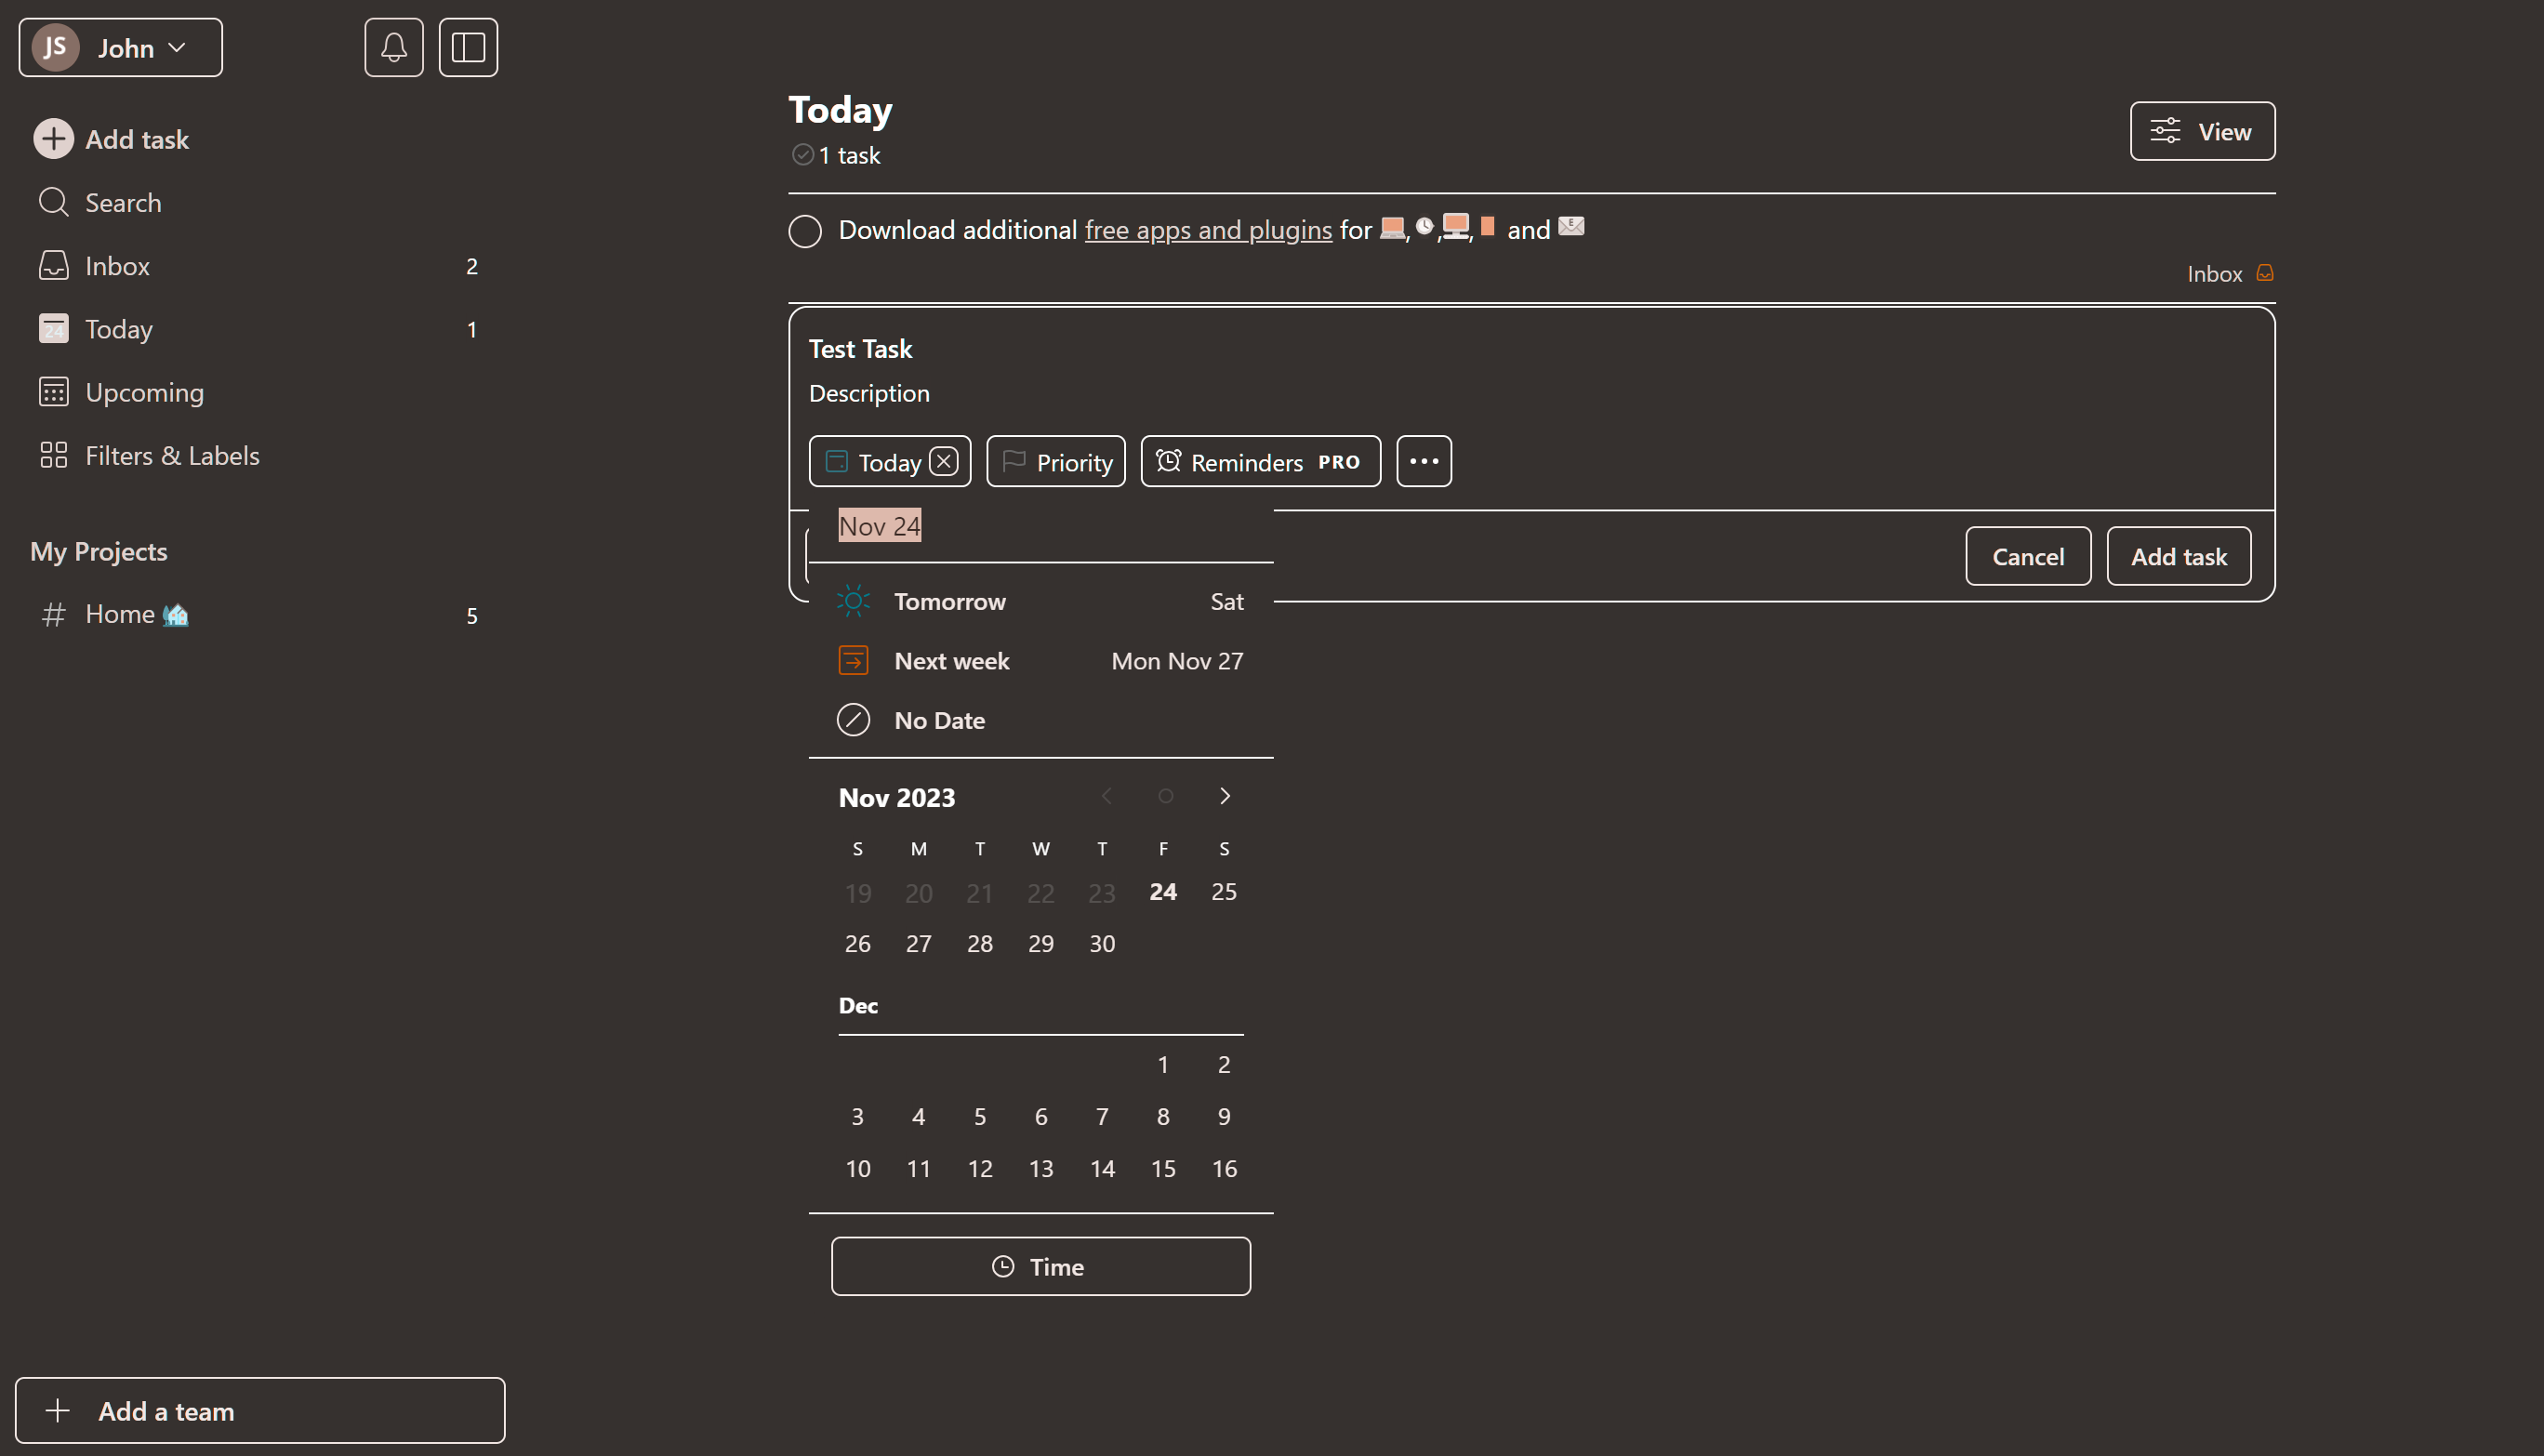 JS John
Add task
Search
Inbox 2
24 Today 1
Upcoming
Filters & Labels
My Projects
Home 5
Add a team
Today
1 task
View
Download additional free apps and plugins for , , , and
Inbox
Test Task
Description
Today Priority Reminders PRO
Nov 24
Cancel Add task
Tomorrow Sat
Next week Mon Nov 27
No Date
Nov 2023
S M T W T F S
19 20 21 22 23 24 25
26 27 28 29 30
Dec
1 2
3 4 5 6 7 8 9
10 11 12 13 14 15 16
Time